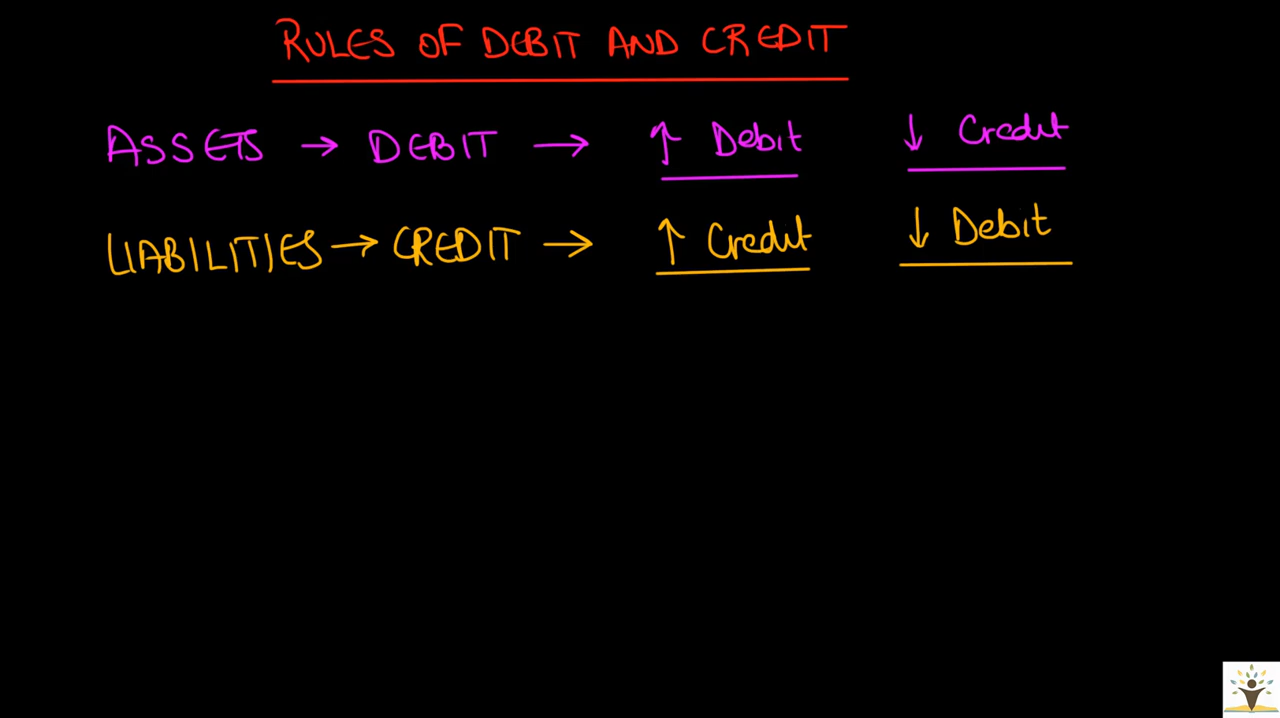 RULES OF DEBIT AND CREDIT
ASSETS → DEBIT → ↑ Debit ↓ Credit
LIABILITIES → CREDIT → ↑ Credit ↓ Debit